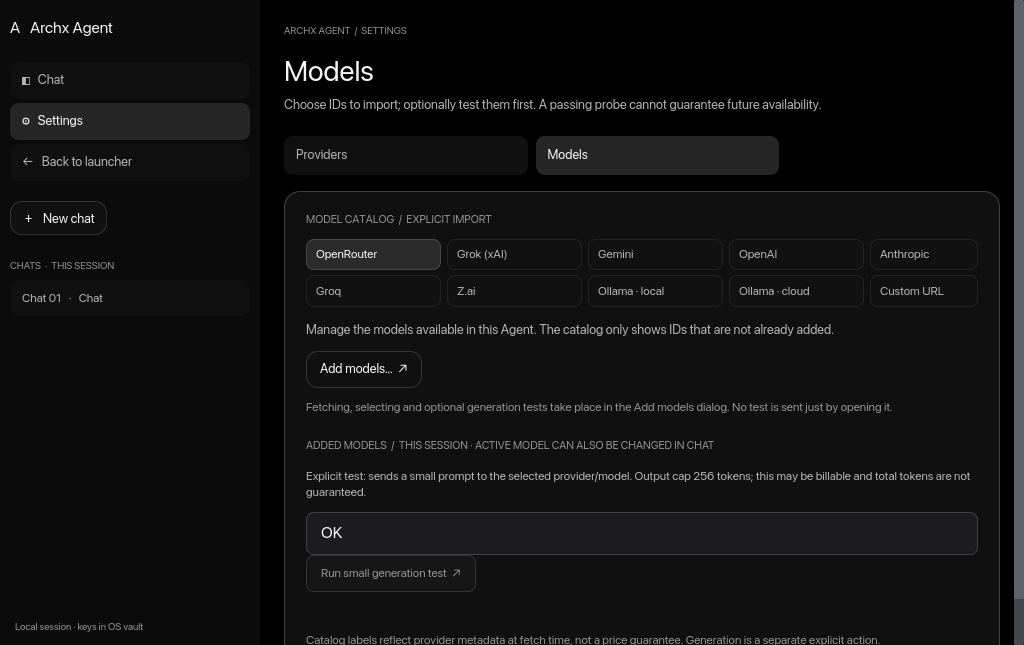 A Archx Agent
Chat
Settings
← Back to launcher
+ New chat
CHATS · THIS SESSION
Chat 01 · Chat
Local session · keys in OS vault
ARCHX AGENT / SETTINGS
Models
Choose IDs to import; optionally test them first. A passing probe cannot guarantee future availability.
Providers
Models
MODEL CATALOG / EXPLICIT IMPORT
OpenRouter
Grok (xAI)
Gemini
OpenAI
Anthropic
Groq
Z.ai
Ollama · local
Ollama · cloud
Custom URL
Manage the models available in this Agent. The catalog only shows IDs that are not already added.
Add models... ↗
Fetching, selecting and optional generation tests take place in the Add models dialog. No test is sent just by opening it.
ADDED MODELS / THIS SESSION · ACTIVE MODEL CAN ALSO BE CHANGED IN CHAT
Explicit test: sends a small prompt to the selected provider/model. Output cap 256 tokens; this may be billable and total tokens are not
guaranteed.
OK
Run small generation test ↗
Catalog labels reflect provider metadata at fetch time, not a price guarantee. Generation is a separate explicit action.